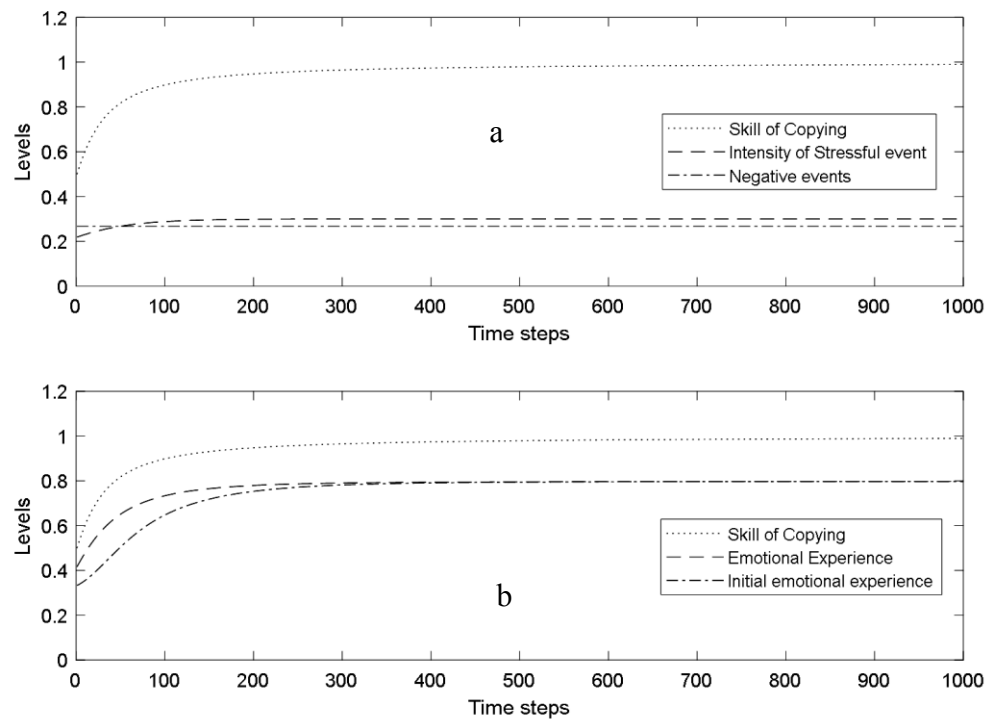 1.2
1
0.8
0.6
0.4
0.2
0
Levels
a
Skill of Copying
Intensity of Stressful event
Negative events
0 100 200 300 400 500 600 700 800 900 1000
Time steps
1.2
1
0.8
0.6
0.4
0.2
0
Levels
Skill of Copying
Emotional Experience
Initial emotional experience
b
0 100 200 300 400 500 600 700 800 900 1000
Time steps